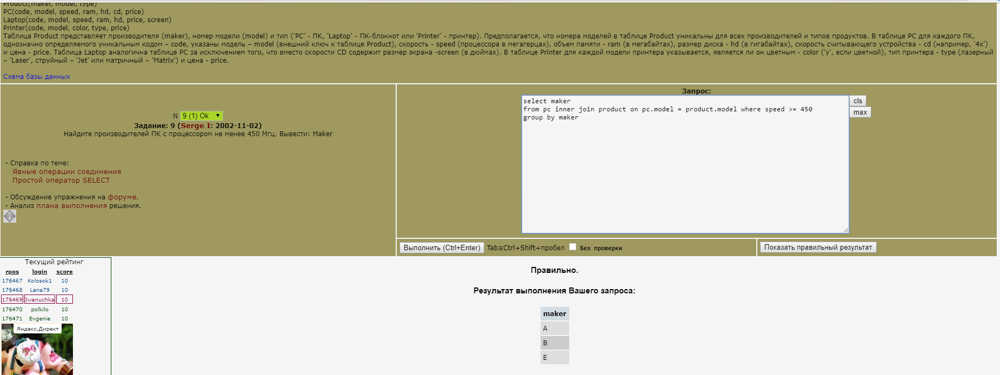 Product(maker, model, type)
PC(code, model, speed, ram, hd, cd, price)
Laptop(code, model, speed, ram, hd, price, screen)
Printer(code, model, color, type, price)
Таблица Product представляет производителя (maker), номер модели (model) и тип ('PC' - ПК, 'Laptop' - ПК-блокнот или 'Printer' - принтер). Предполагается, что номера моделей в таблице Product уникальны для всех производителей и типов продуктов. В таблице PC для каждого ПК,
однозначно определяемого уникальным кодом – code, указаны модель – model (внешний ключ к таблице Product), скорость - speed (процессора в мегагерцах), объем памяти - ram (в мегабайтах), размер диска - hd (в гигабайтах), скорость считывающего устройства - cd (например, '4x')
и цена - price. Таблица Laptop аналогична таблице РС за исключением того, что вместо скорости CD содержит размер экрана -screen (в дюймах). В таблице Printer для каждой модели принтера указывается, является ли он цветным - color ('y', если цветной), тип принтера - type (лазерный
– 'Laser', струйный – 'Jet' или матричный – 'Matrix') и цена - price.
Схема базы данных
N 9 (1) Ok
Задание: 9 (Serge I: 2002-11-02)
Найдите производителей ПК с процессором не менее 450 Мгц. Вывести: Maker
· Справка по теме:
Явные операции соединения
Простой оператор SELECT
· Обсуждение упражнения на форуме.
· Анализ плана выполнения решения.
Запрос:
select maker
from pc inner join product on pc.model = product.model where speed >= 450
group by maker
cls
max
Выполнить (Ctrl+Enter) Tab≡Ctrl+Shift+пробел Без проверки
Показать правильный результат
Текущий рейтинг
rpos login score
176467 Kolosok1 10
176468 Lana79 10
176469 Iwanuchka 10
176470 polkilo 10
176471 Evgenie 10
Яндекс.Директ
Правильно.
Результат выполнения Вашего запроса:
maker
A
B
E